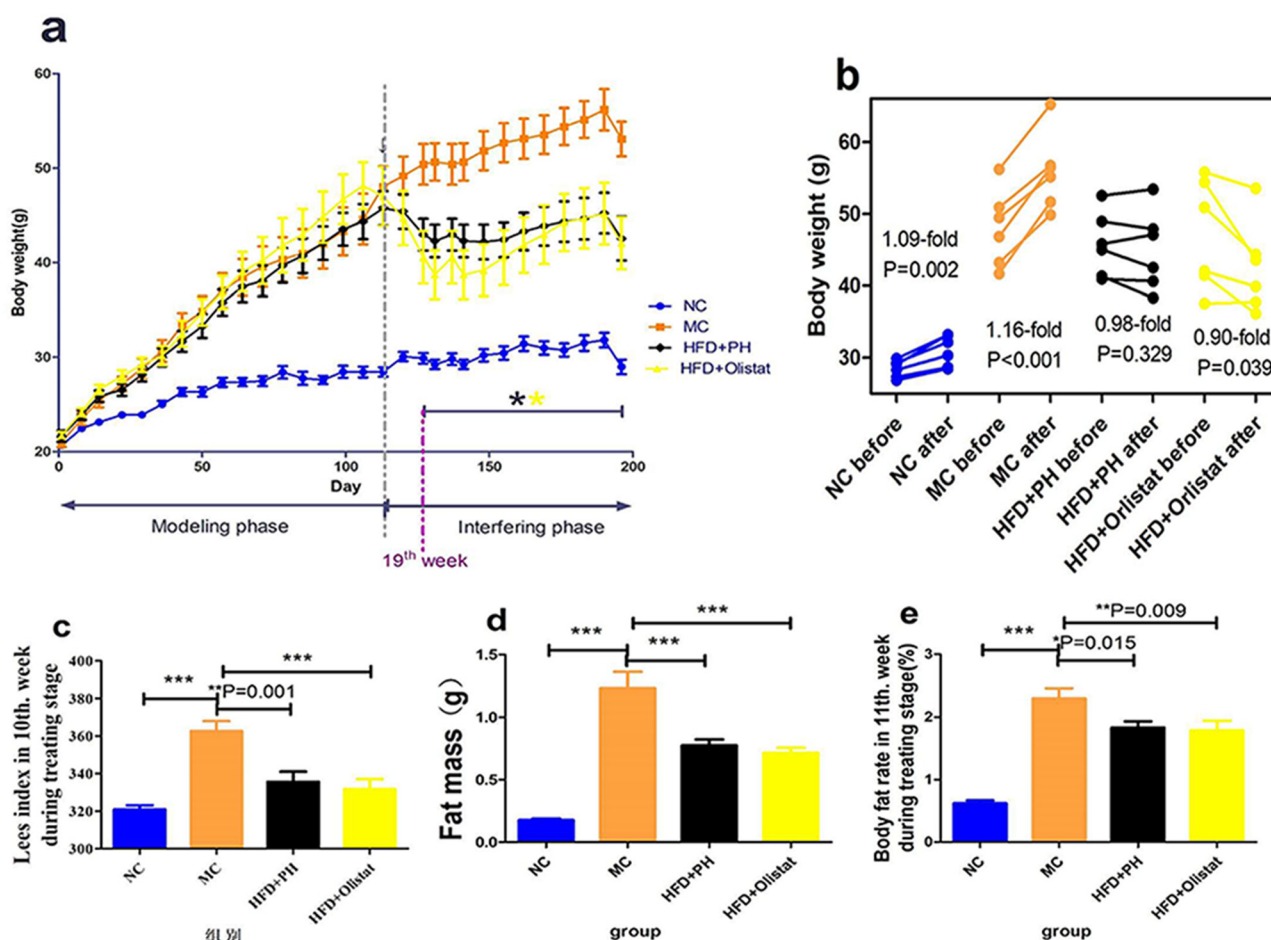 a
60
50
40
30
20
Body weight(g)
0
50
100
150
200
Day
NC
MC
HFD+PH
HFD+Olistat
**
Modeling phase
Interfering phase
19th week
b
Body weight (g)
60
50
40
30
1.09-fold
P=0.002
1.16-fold
P<0.001
0.98-fold
P=0.329
0.90-fold
P=0.039
NC before
NC after
MC before
MC after
HFD+PH before
HFD+PH after
HFD+Orlistat before
HFD+Orlistat after
c
Lees index in 10th. week
during treating stage
400
380
360
340
320
300
***
***
**P=0.001
NC
MC
HFD+PH
HFD+Olistat
组别
d
Fat mass（g）
1.5
1.0
0.5
0.0
***
***
***
NC
MC
HFD+PH
HFD+Olistat
group
e
Body fat rate in 11th. week
during treating stage(%)
3
2
1
0
**P=0.009
***
*P=0.015
NC
MC
HFD+PH
HFD+Olistat
group